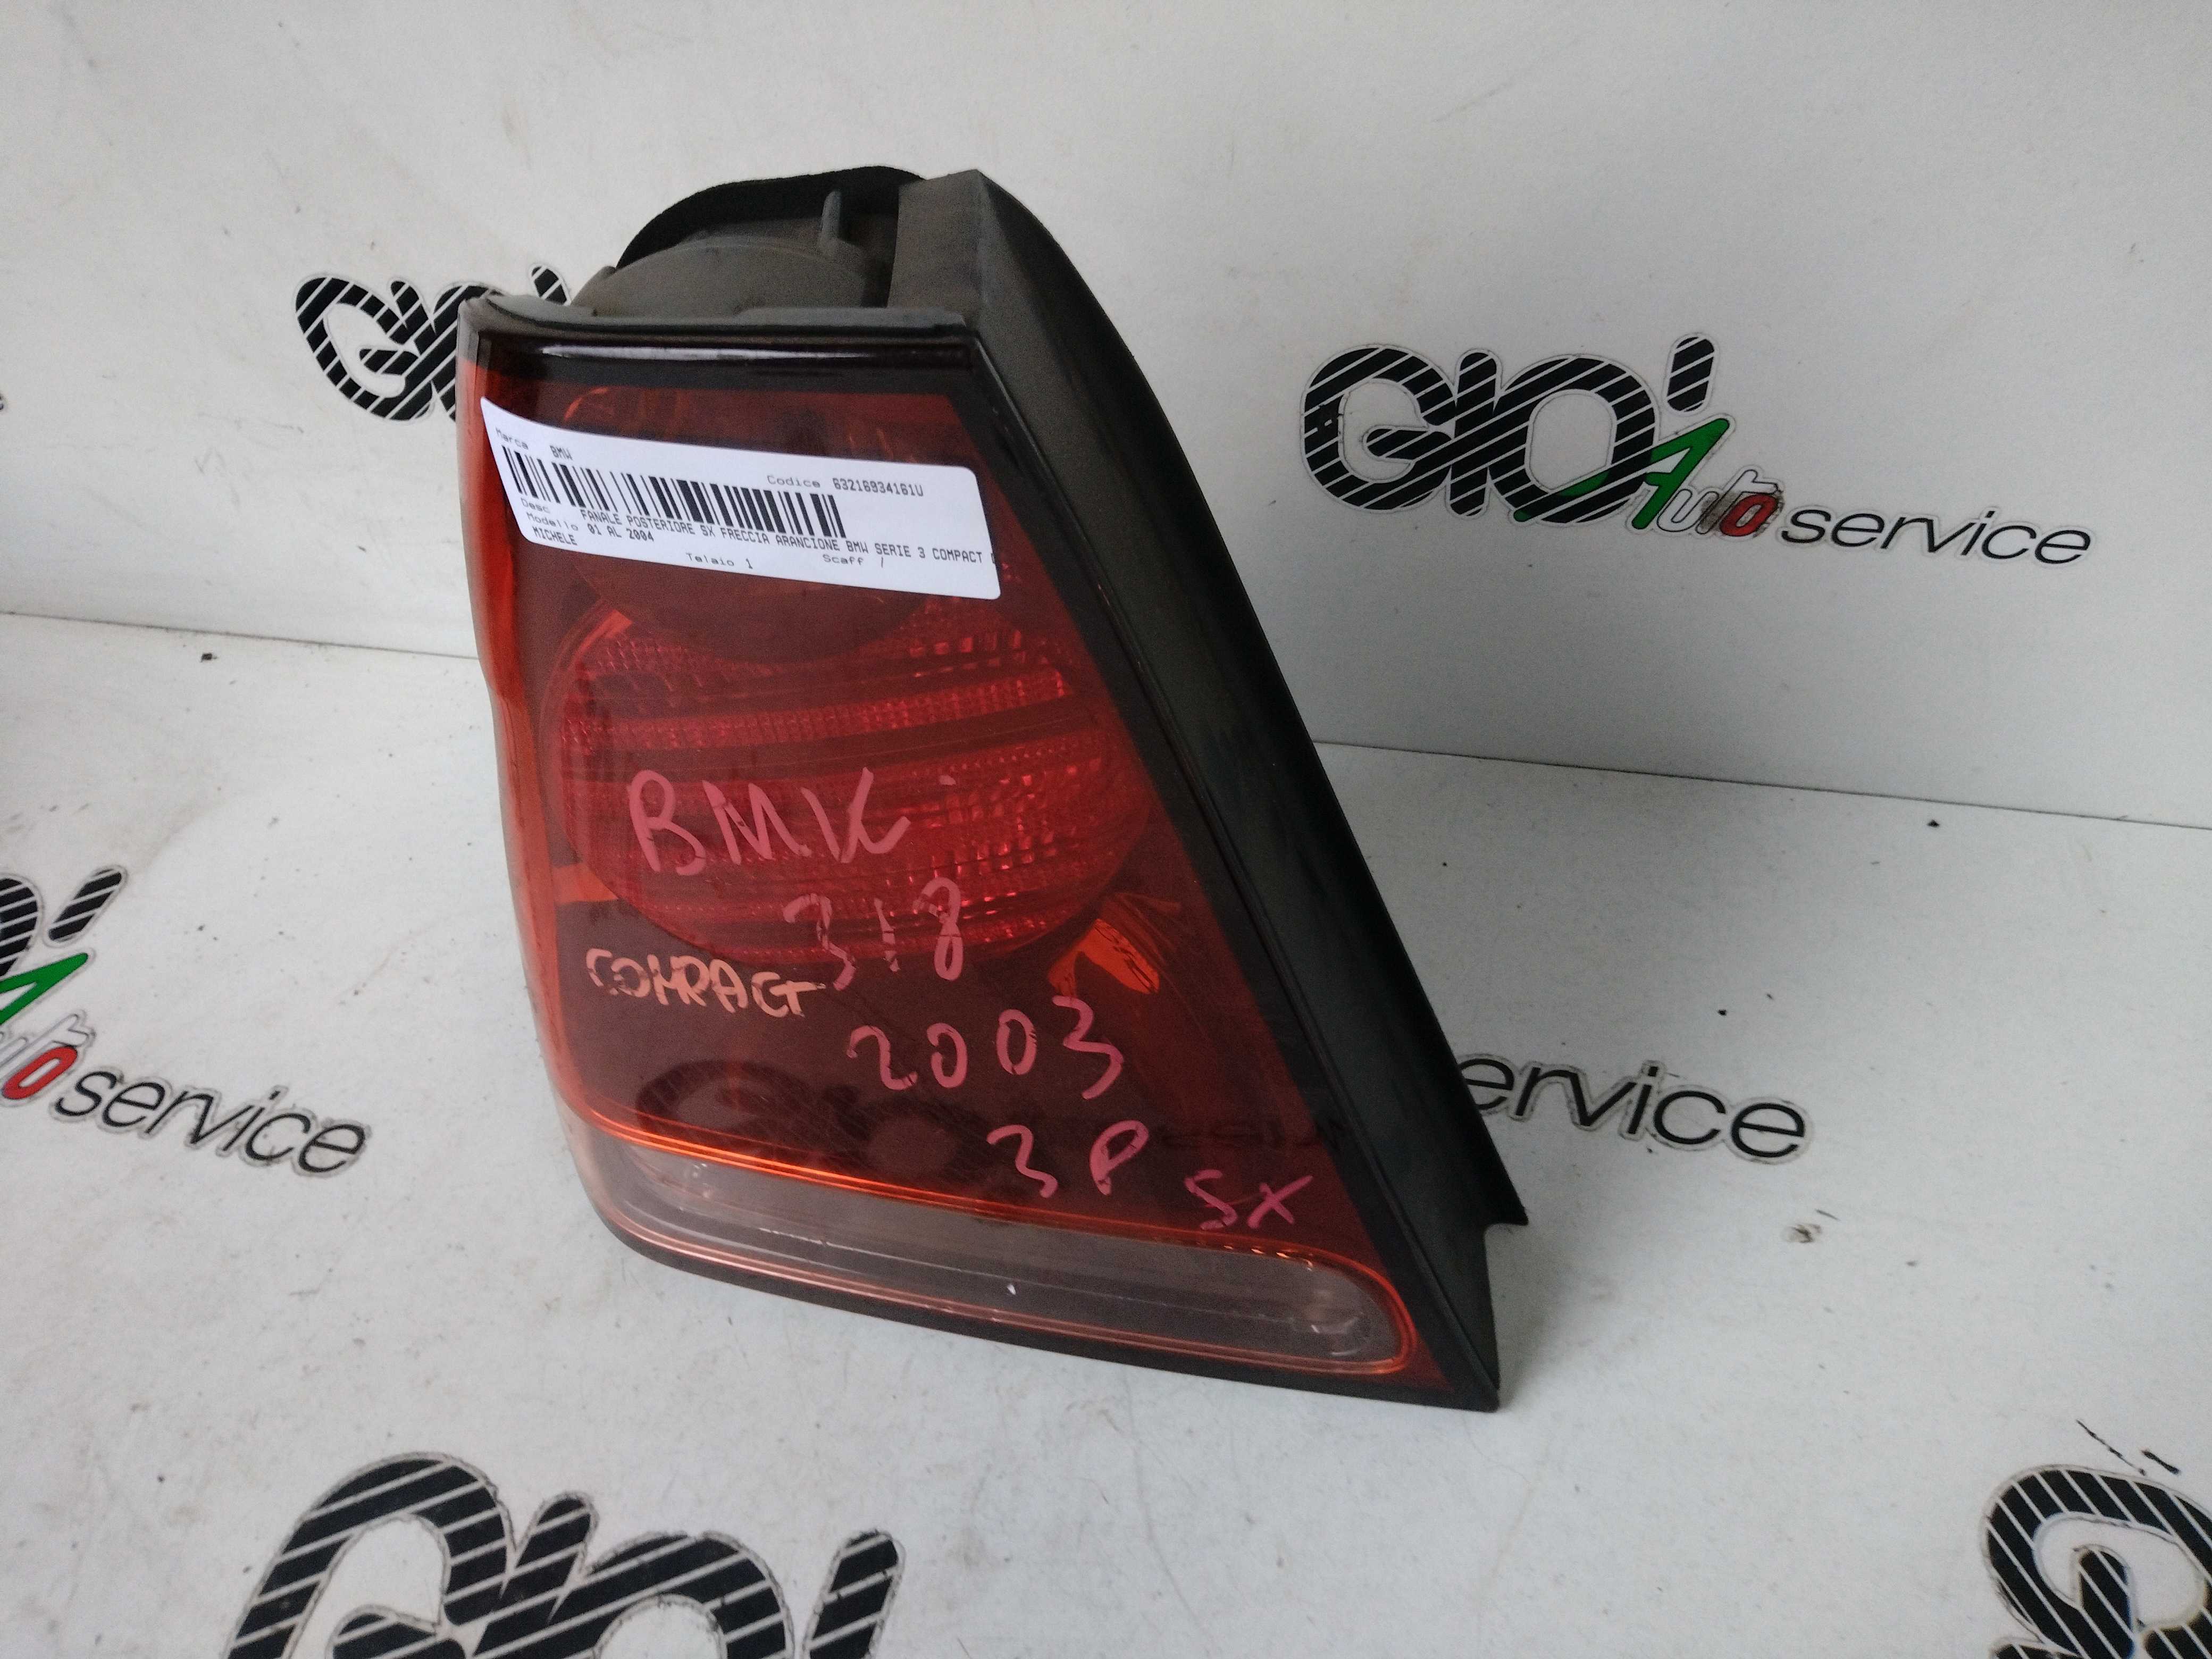 GIO'
GIO' Auto service
Marca BMW
Codice 63216934161U
Desc FANALE POSTERIORE SX FRECCIA ARANCIONE BMW SERIE 3 COMPACT
Modello 01 AL 2004
MICHELE
Telaio 1 Scaff /
BMW
318
COMPACT
2003
3P SX
Auto service
service
GIO'